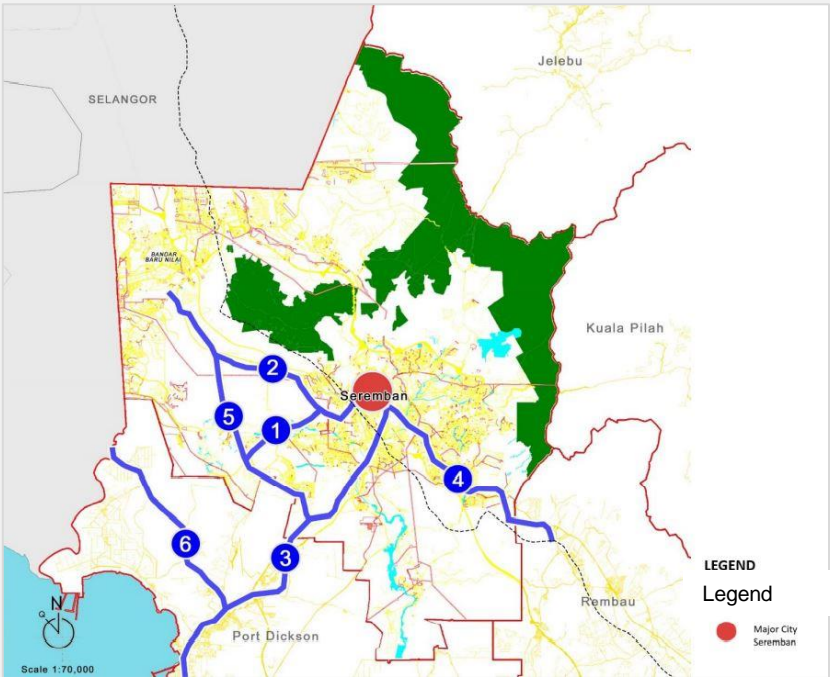 Jelebu
SELANGOR
BANDAR
BARU NILAI
Kuala Pilah
2
Seremban
5
1
4
6
3
LEGEND
Legend
N
Rembau
Major City
Seremban
Port Dickson
Scale 1:70,000